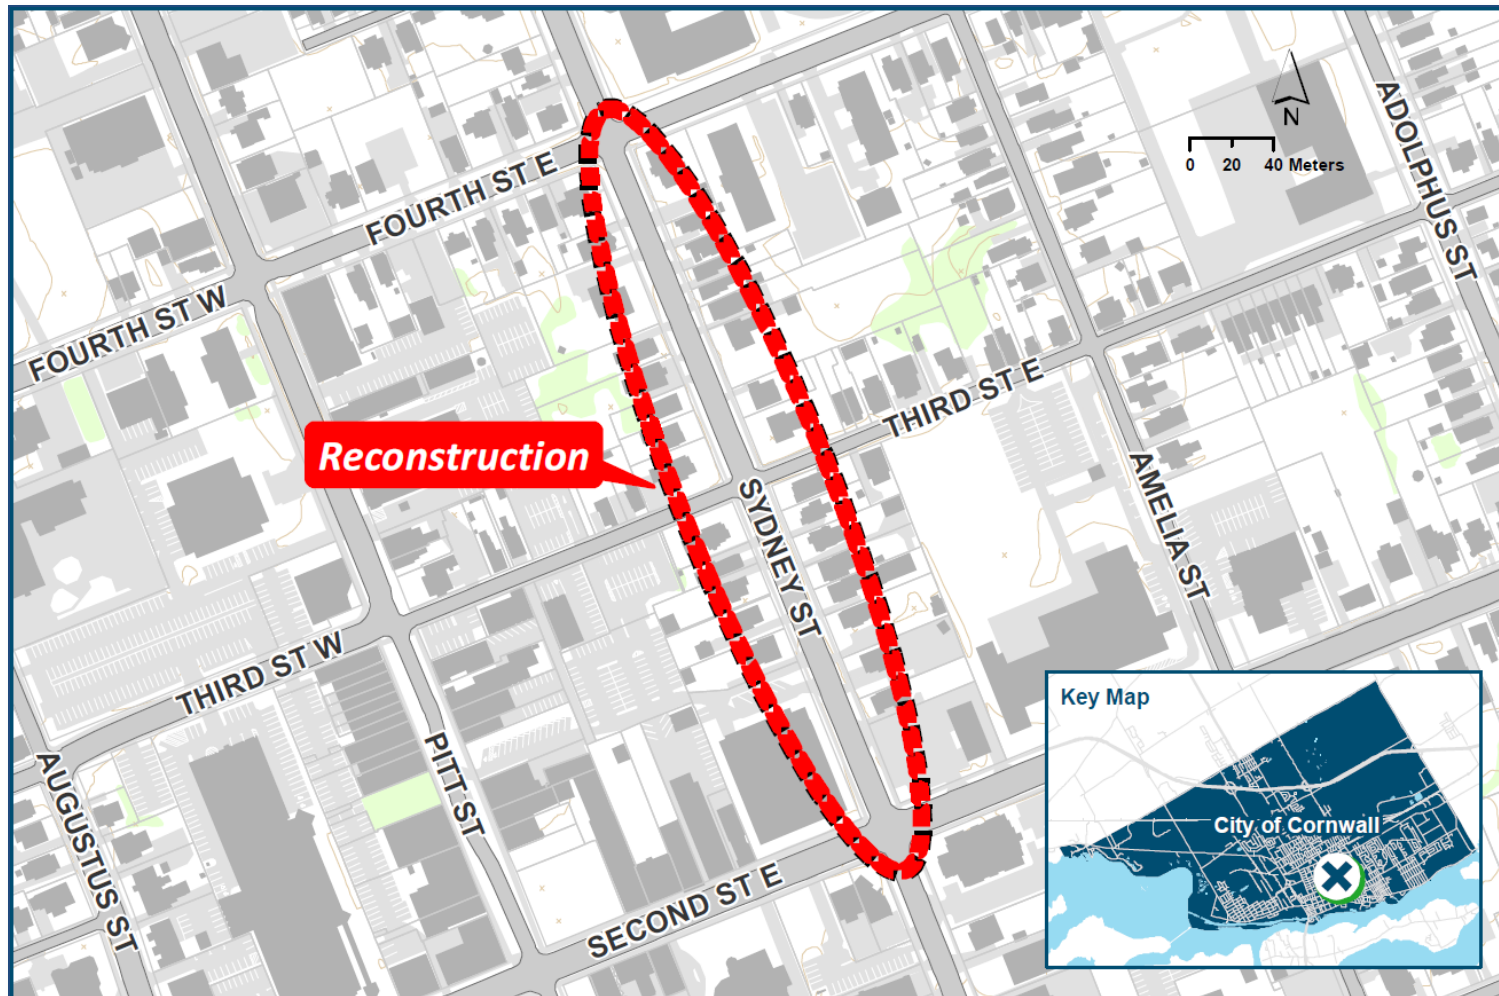 ADOLPHUS ST
N
0 20 40 Meters
FOURTH ST E
FOURTH ST W
THIRD ST E
Reconstruction
SYDNEY ST
AMELIA ST
THIRD ST W
PITT ST
AUGUSTUS ST
SECOND ST E
Key Map
City of Cornwall